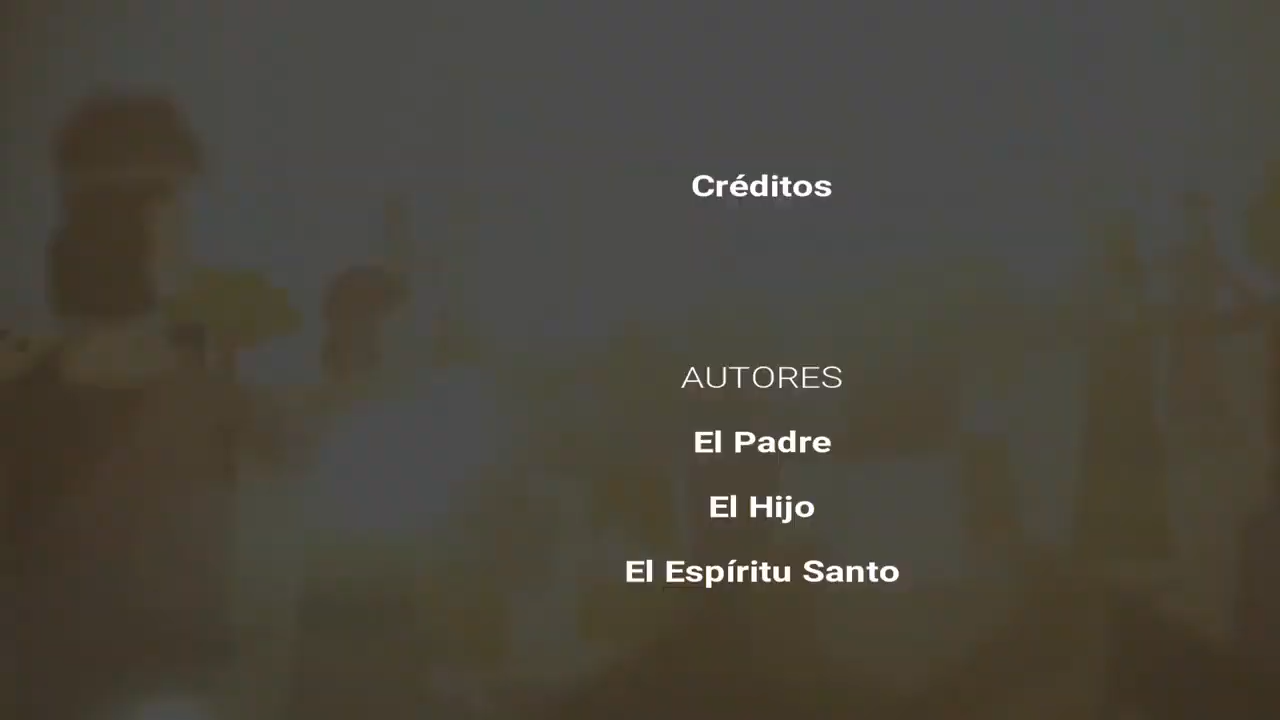 Créditos
AUTORES
El Padre
El Hijo
El Espíritu Santo